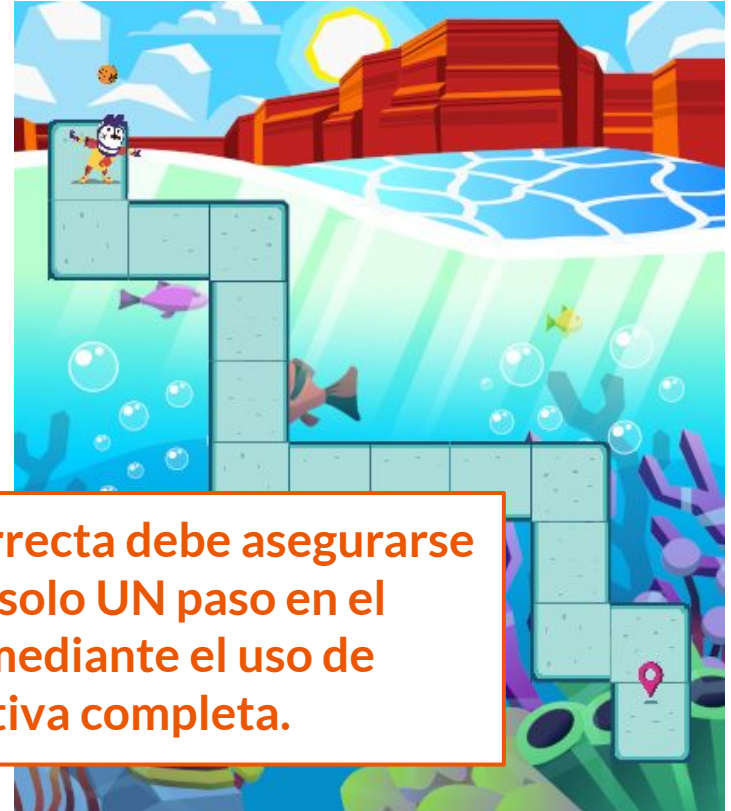 rrecta debe asegurarse
solo UN paso en el
mediante el uso de
tiva completa.